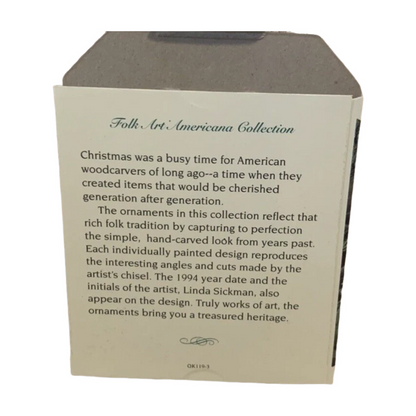 Folk Art Americana Collection
Christmas was a busy time for American
woodcarvers of long ago--a time when they
created items that would be cherished
generation after generation.
The ornaments in this collection reflect that
rich folk tradition by capturing to perfection
the simple, hand-carved look from years past.
Each individually painted design reproduces
the interesting angles and cuts made by the
artist's chisel. The 1994 year date and the
initials of the artist, Linda Sickman, also
appear on the design. Truly works of art, the
ornaments bring you a treasured heritage.